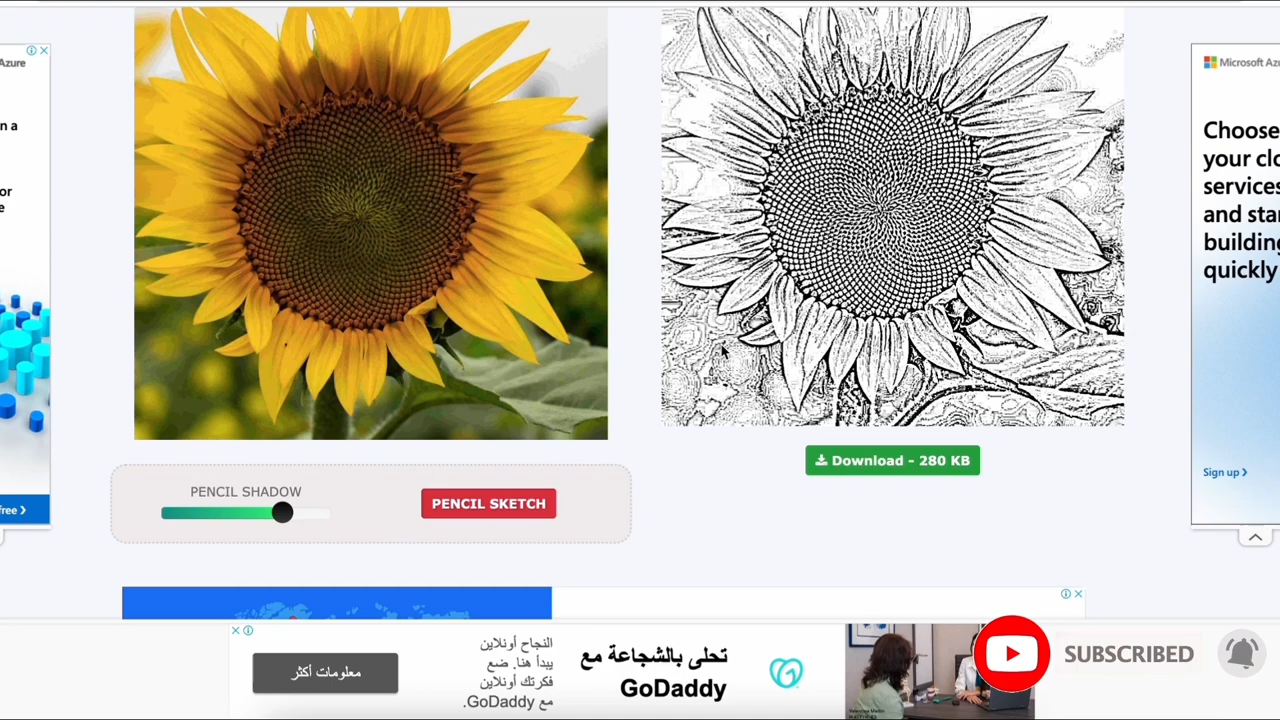 Azure
n a
or
e
free >
Microsoft Az
Choose
your clo
services
and star
building
quickly
Sign up >
Download - 280 KB
PENCIL SHADOW
PENCIL SKETCH
معلومات أكثر
النجاح أونلاين
يبدأ هنا. ضع
فكرتك أونلاين
مع GoDaddy.
تحلى بالشجاعة مع
GoDaddy
SUBSCRIBED